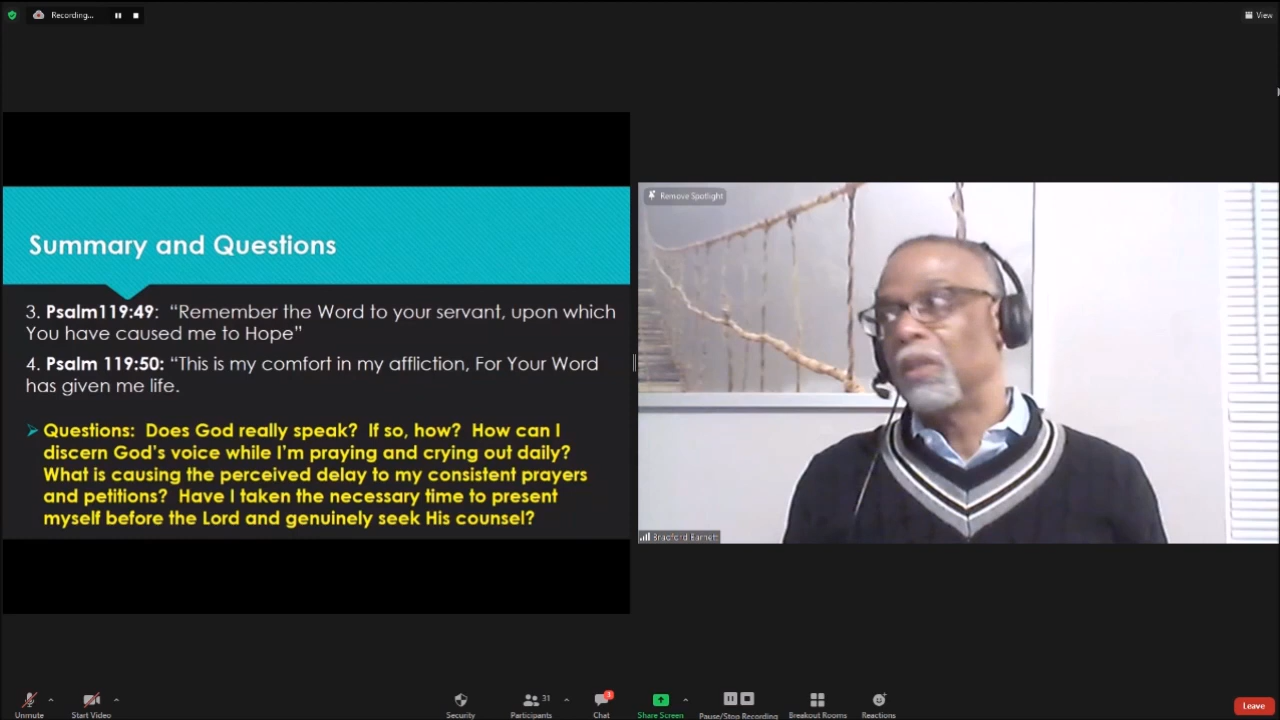 Recording...
View
Summary and Questions
3. Psalm119:49: “Remember the Word to your servant, upon which
You have caused me to Hope”
4. Psalm 119:50: “This is my comfort in my affliction, For Your Word
has given me life.
Questions: Does God really speak? If so, how? How can I
discern God’s voice while I’m praying and crying out daily?
What is causing the perceived delay to my consistent prayers
and petitions? Have I taken the necessary time to present
myself before the Lord and genuinely seek His counsel?
Remove Spotlight
Bradford Barnett
Unmute
Start Video
Security
31
Participants
3
Chat
Share Screen
Pause/Stop Recording
Breakout Rooms
Reactions
Leave